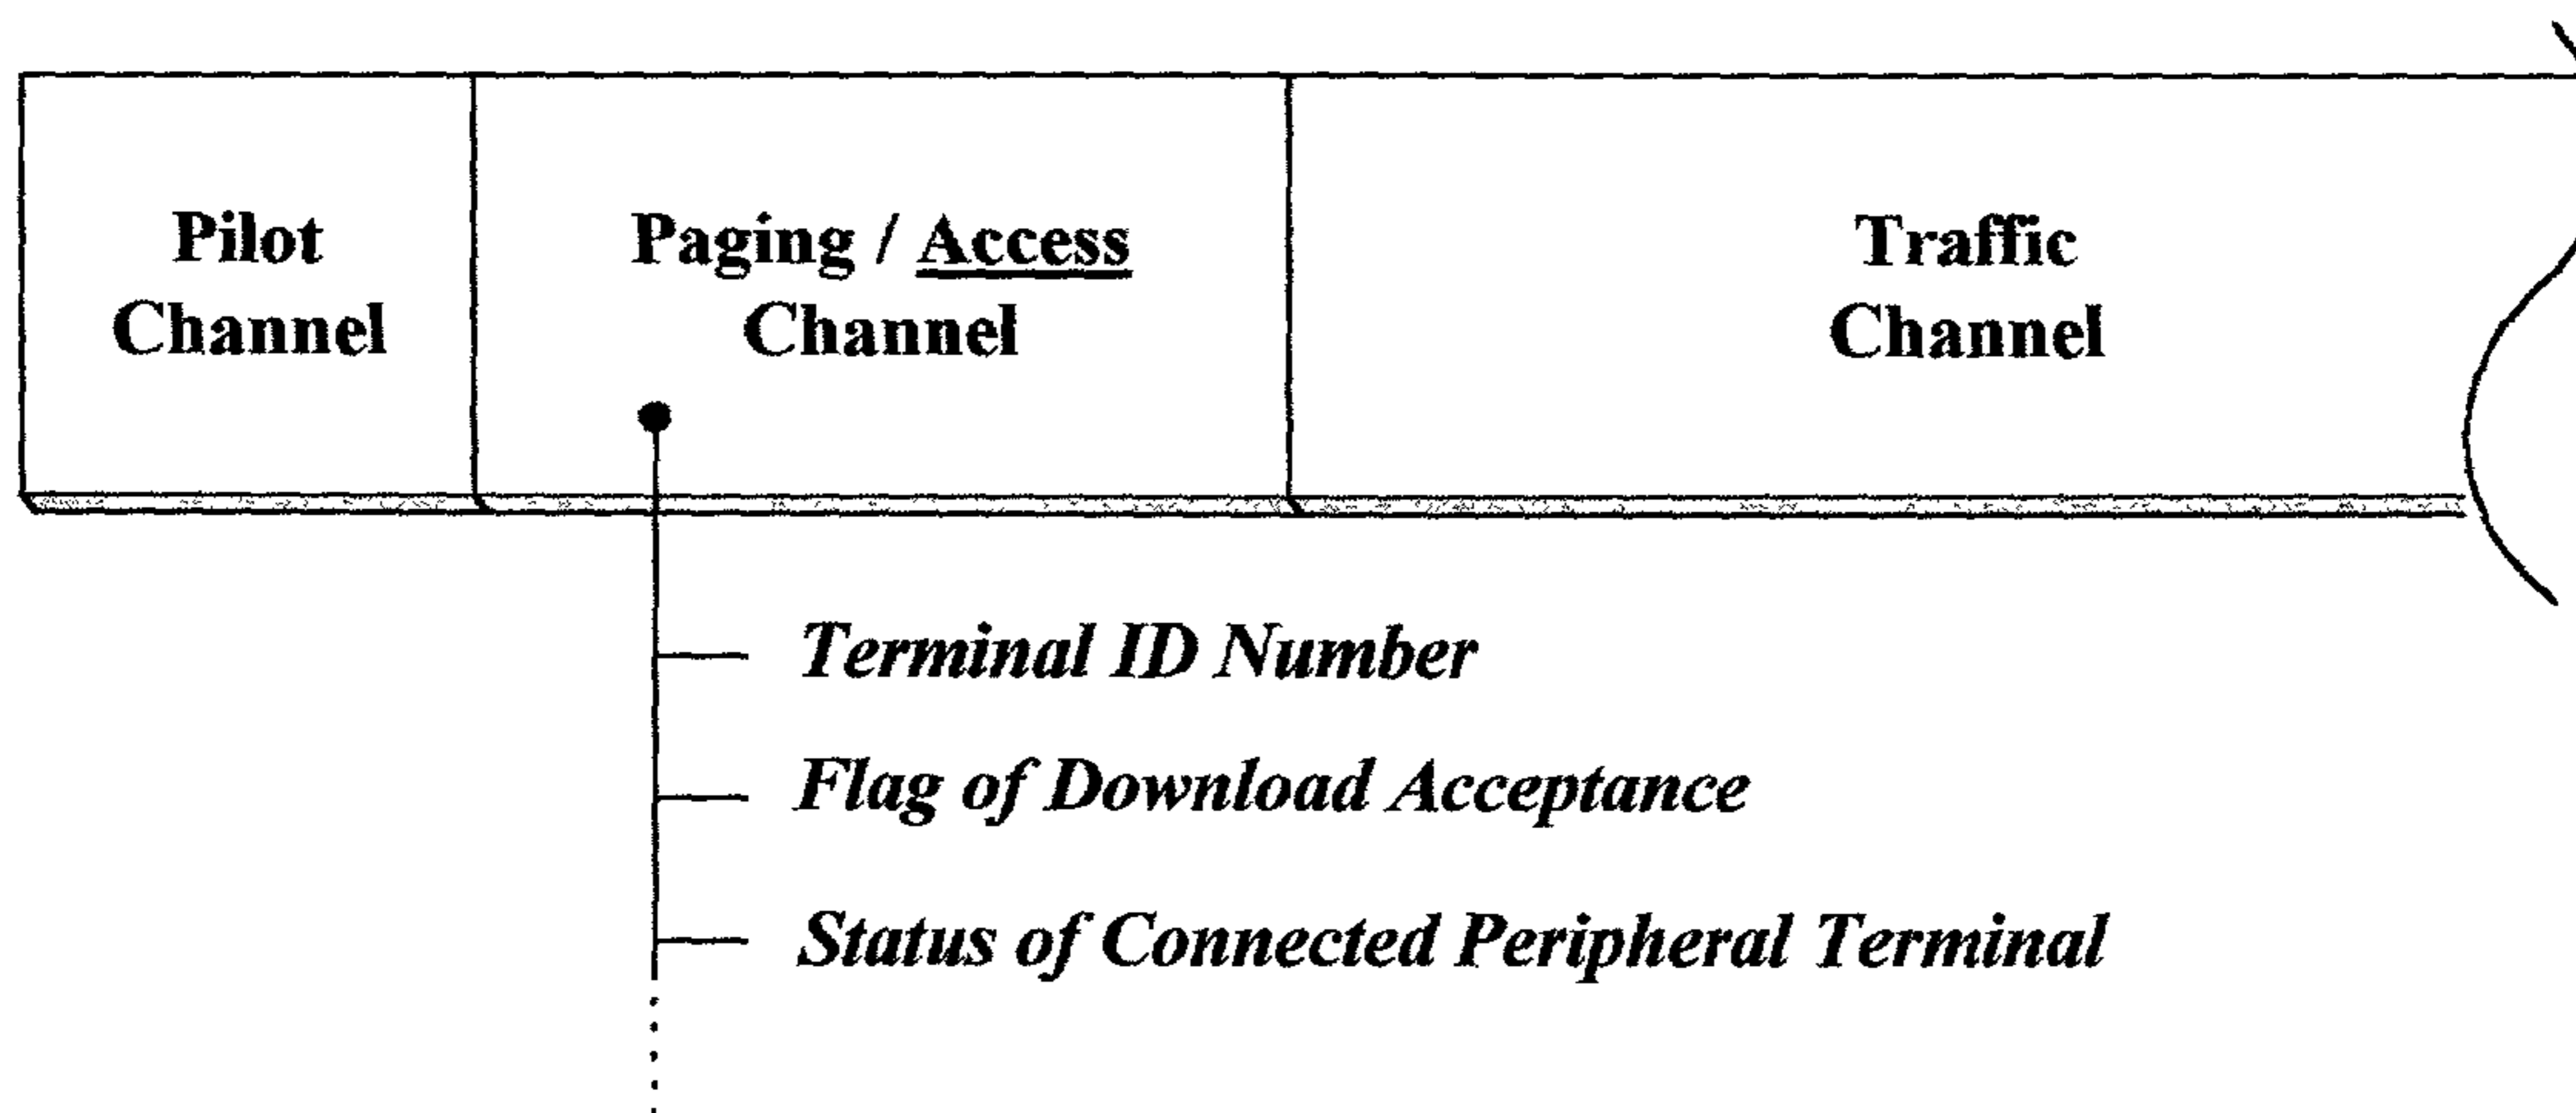 Pilot
Channel
Paging / Access
Channel
Traffic
Channel
Terminal ID Number
Flag of Download Acceptance
Status of Connected Peripheral Terminal